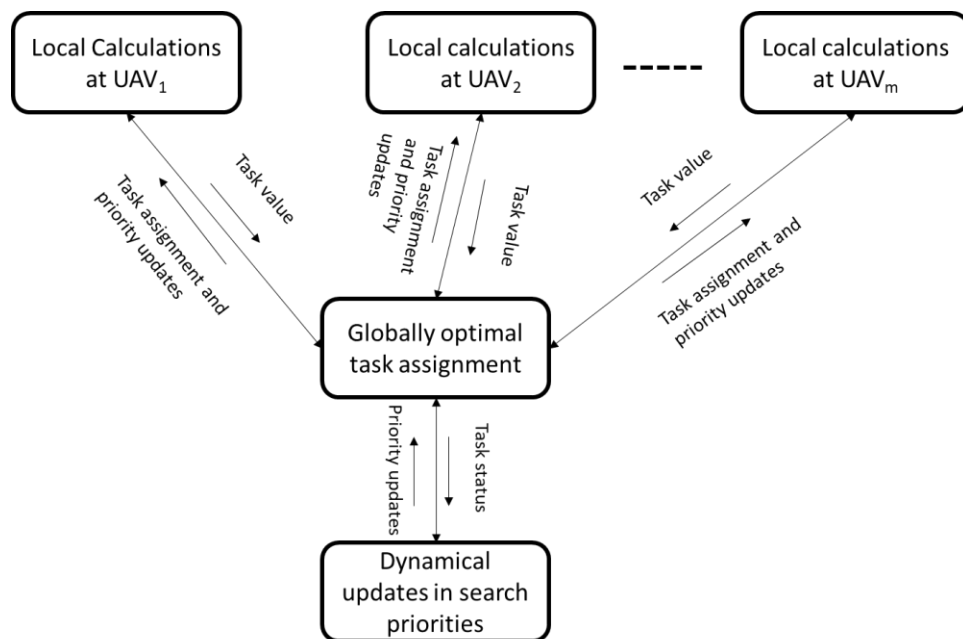 Local Calculations
at UAV₁
Local calculations
at UAV₂
Local calculations
at UAVₘ
Task value
Task assignment and
priority updates
Task assignment
and priority
updates
Task value
Task value
Task assignment and
priority updates
Globally optimal
task assignment
Priority updates
Task status
Dynamical
updates in search
priorities